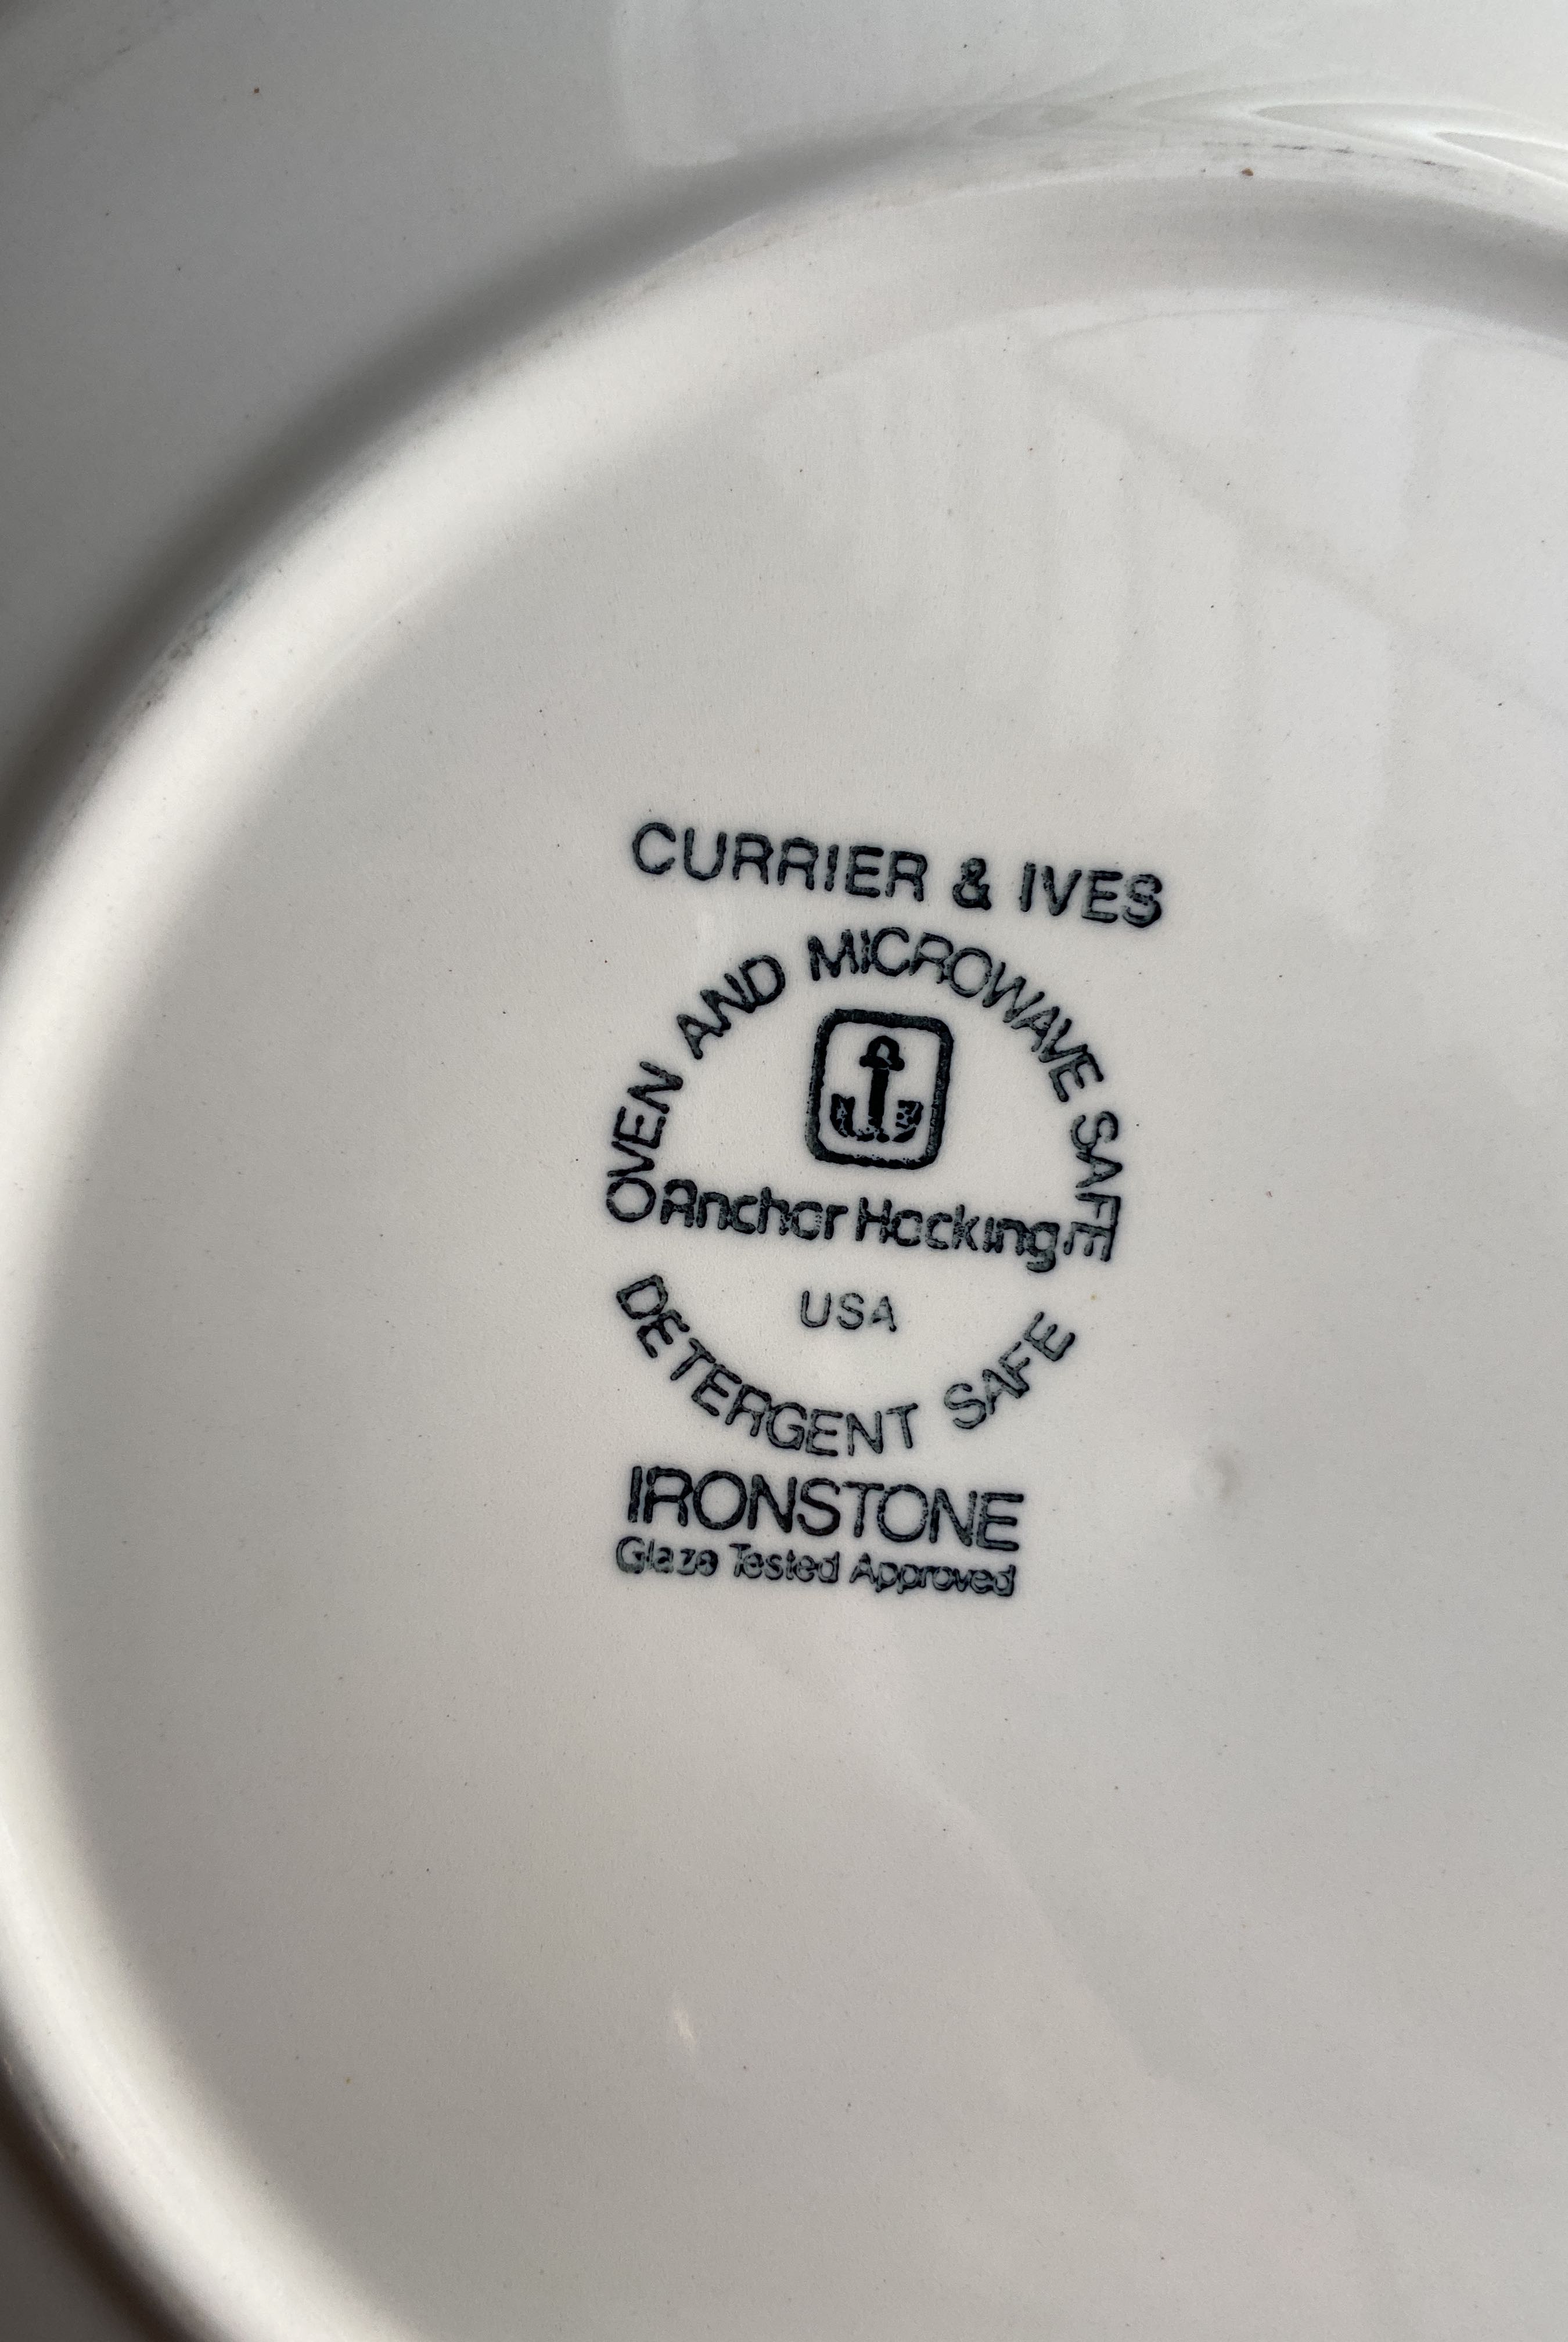 CURRIER & IVES
OVEN AND MICROWAVE SAFE
Anchor Hocking
USA
DETERGENT SAFE
IRONSTONE
Glaze Tested Approved